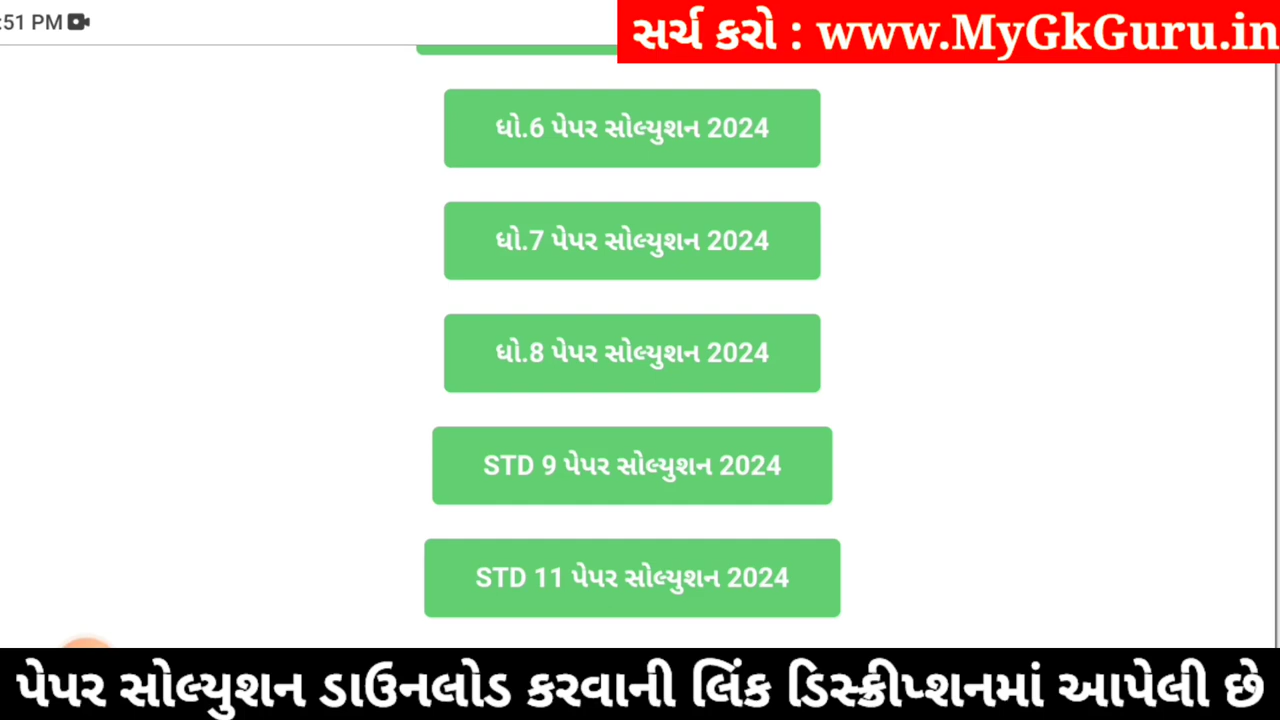 :51 PM
સર્ચ કરો : www.MyGkGuru.in
ધો.6 પેપર સોલ્યુશન 2024
ધો.7 પેપર સોલ્યુશન 2024
ધો.8 પેપર સોલ્યુશન 2024
STD 9 પેપર સોલ્યુશન 2024
STD 11 પેપર સોલ્યુશન 2024
પેપર સોલ્યુશન ડાઉનલોડ કરવાની લિંક ડિસ્ક્રીપ્શનમાં આપેલી છે